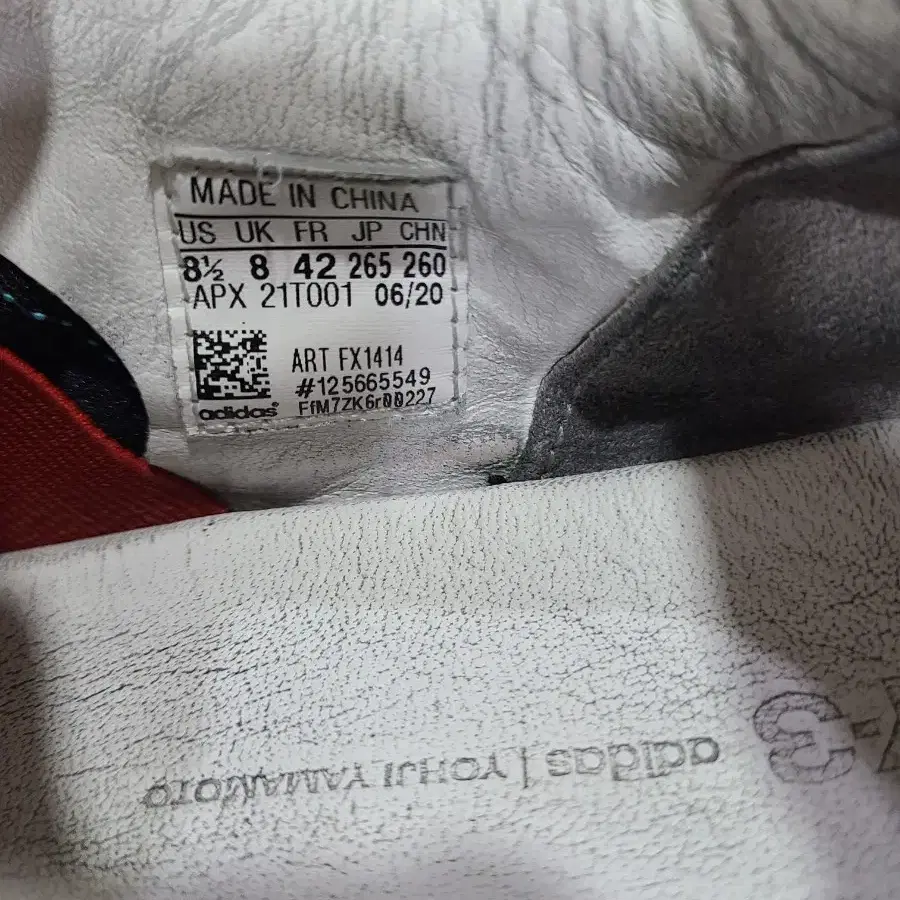 MADE IN CHINA
US UK FR JP CHN
8½ 8 42 265 260
APX 21T001 06/20
ART FX1414
#125665549
FfM7ZK6r00227
adidas
adidas | YOHJI YAMAMOTO
Y-3